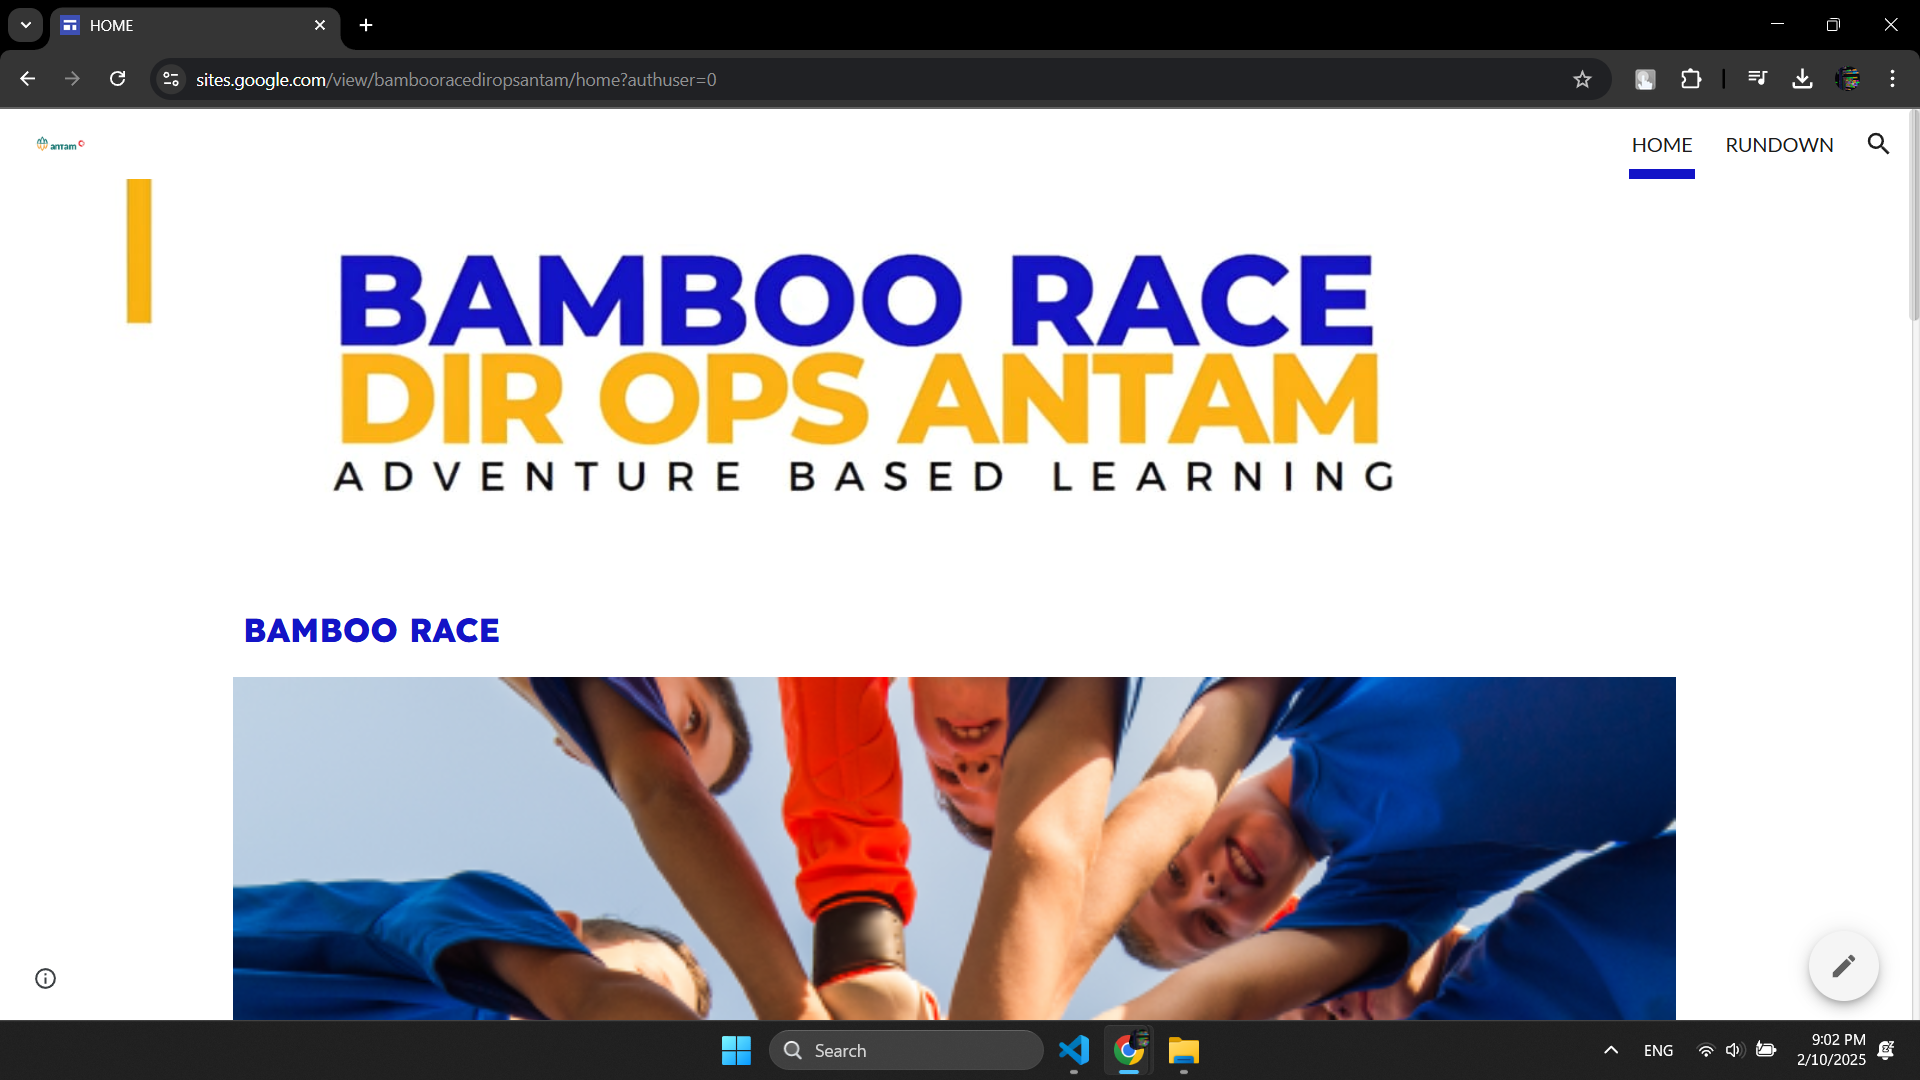 HOME
sites.google.com/view/bambooracediropsantam/home?authuser=0
antam
HOME RUNDOWN
BAMBOO RACE
DIR OPS ANTAM
ADVENTURE BASED LEARNING
BAMBOO RACE
Search
ENG
9:02 PM
2/10/2025